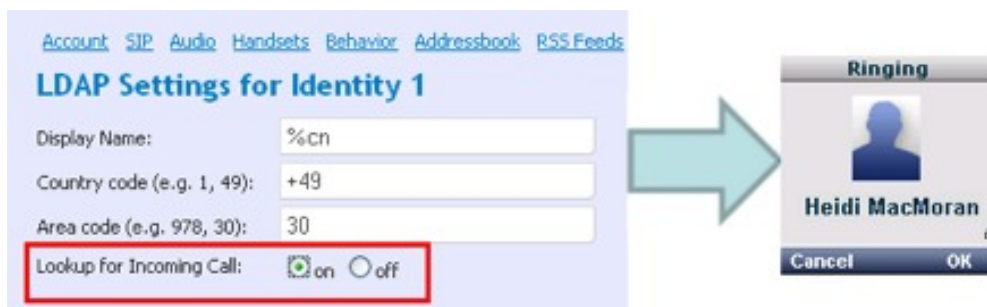 Account SIP Audio Handsets Behavior Addressbook RSS Feeds
LDAP Settings for Identity 1
Display Name: %cn
Country code (e.g. 1, 49): +49
Area code (e.g. 978, 30): 30
Lookup for Incoming Call: on off
Ringing
Heidi MacMoran
Cancel OK